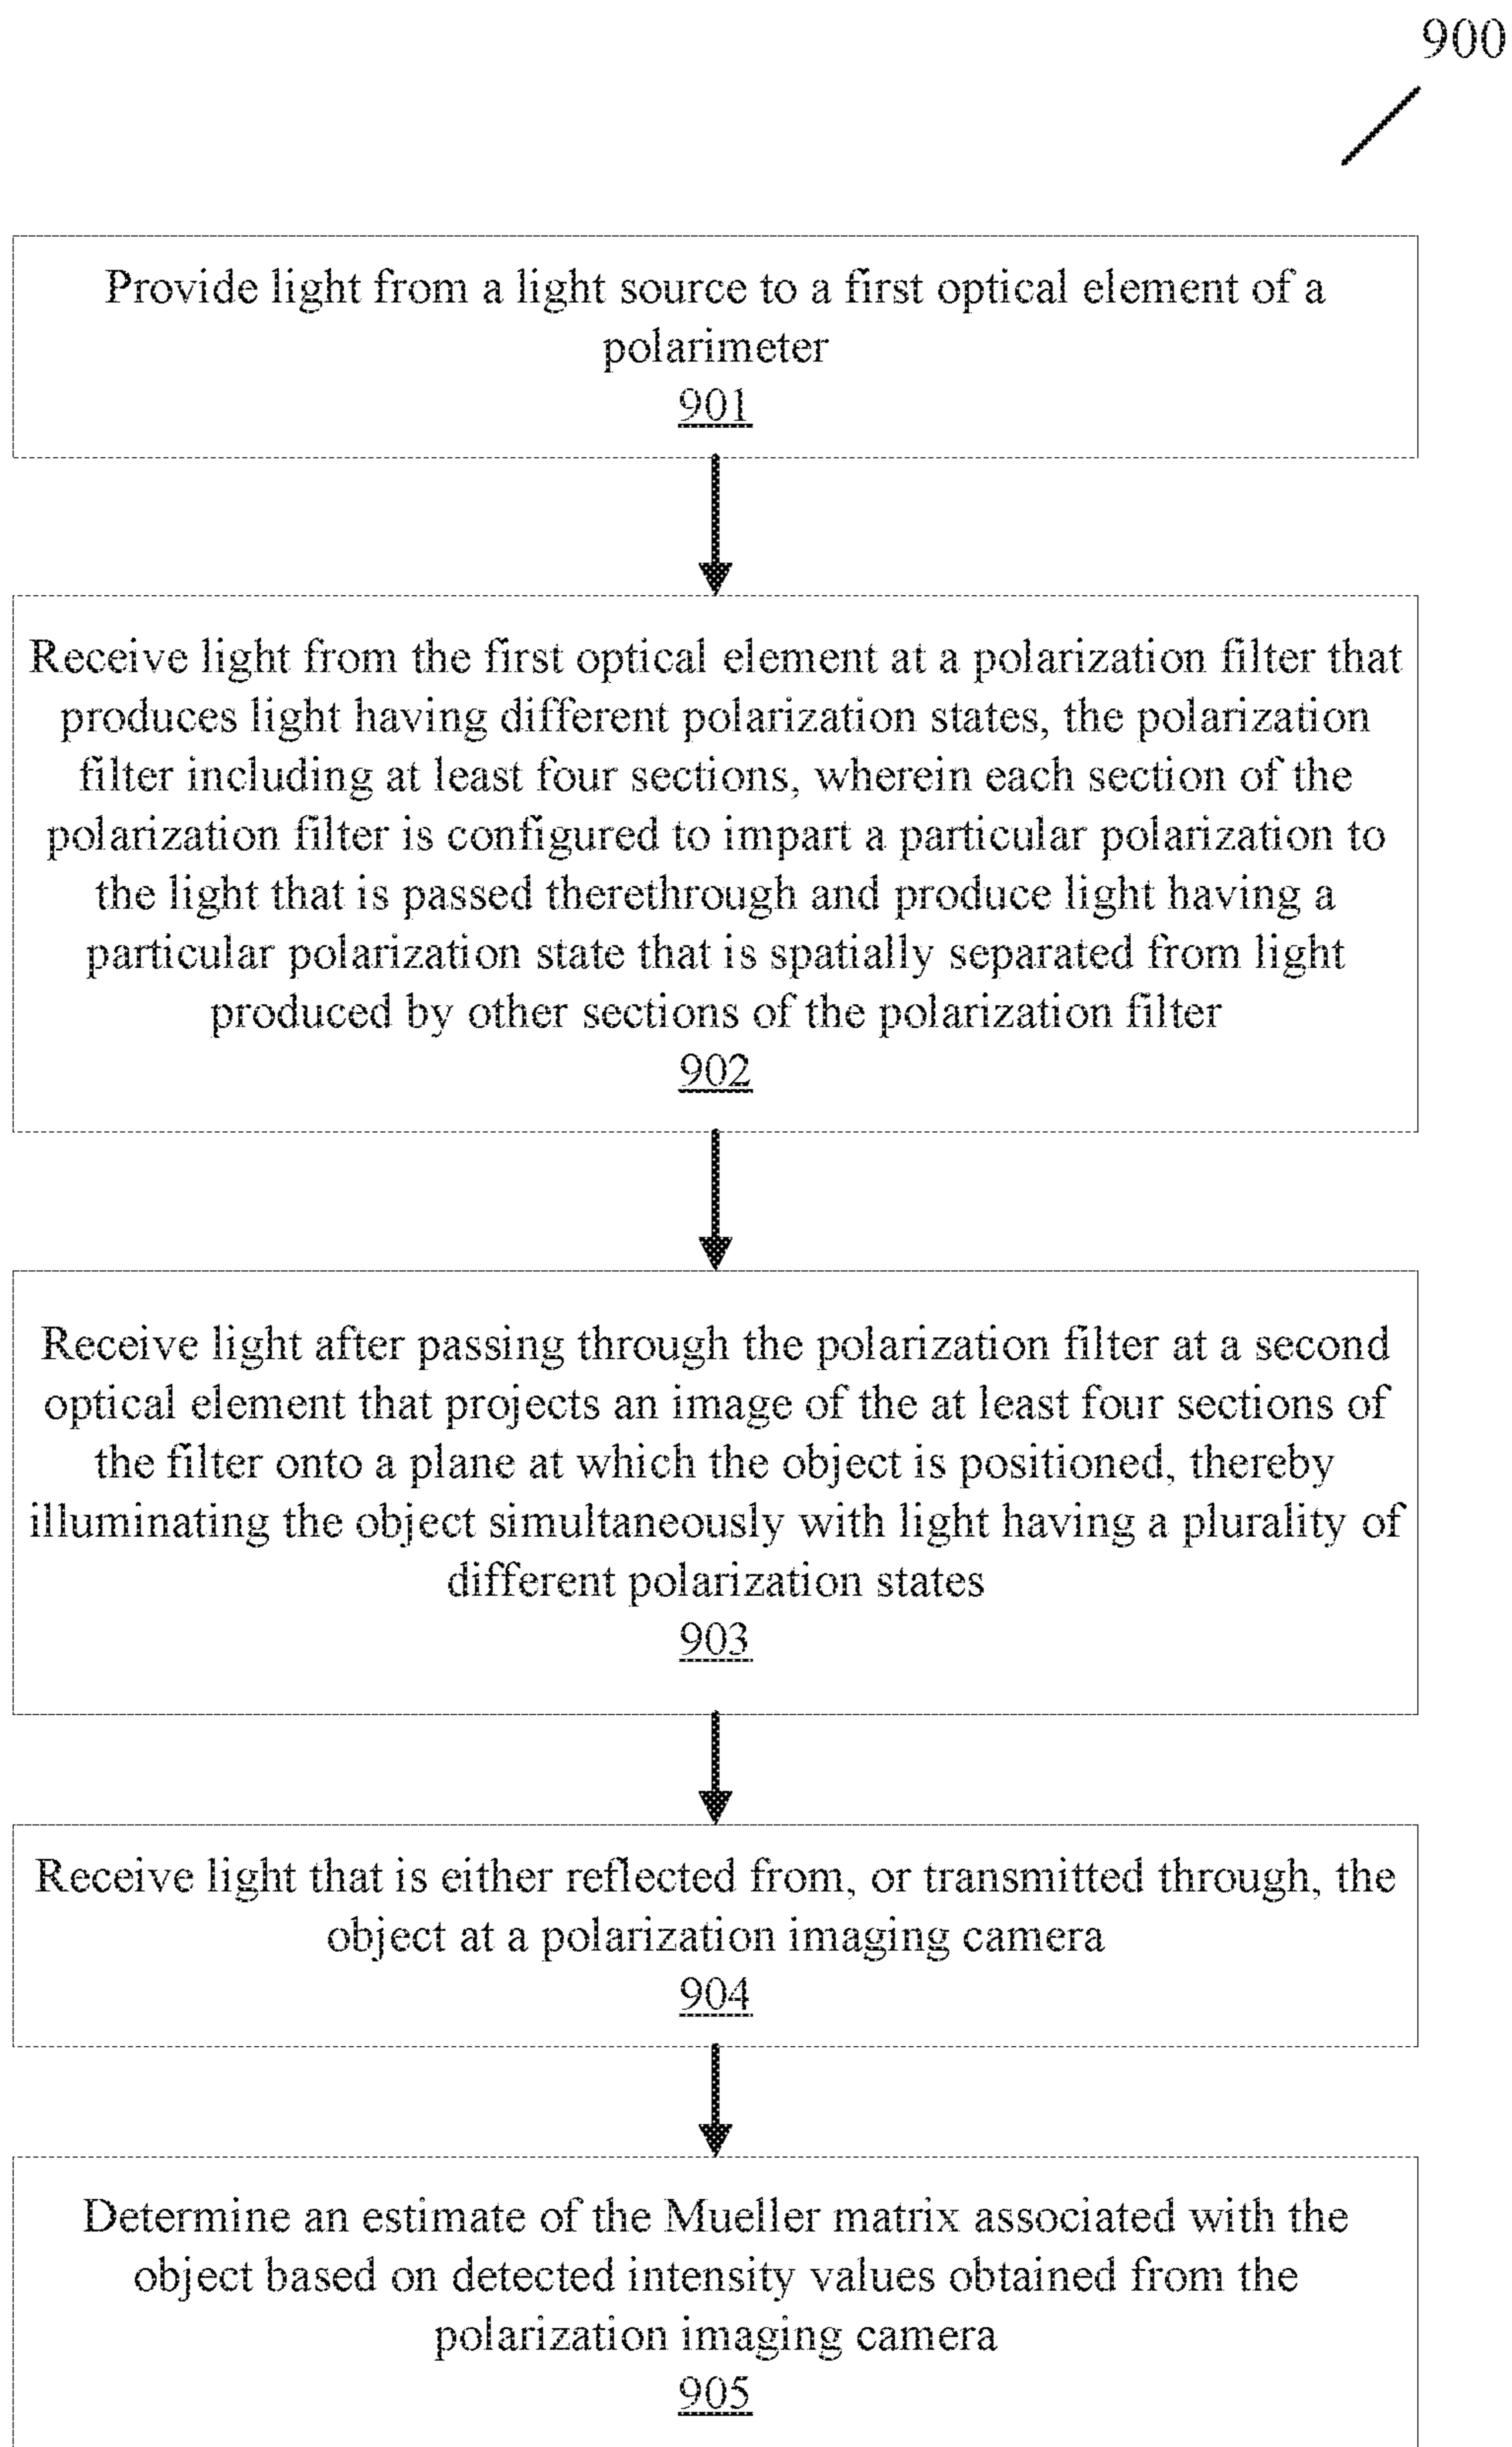 900
Provide light from a light source to a first optical element of a
polarimeter
901
Receive light from the first optical element at a polarization filter that
produces light having different polarization states, the polarization
filter including at least four sections, wherein each section of the
polarization filter is configured to impart a particular polarization to
the light that is passed therethrough and produce light having a
particular polarization state that is spatially separated from light
produced by other sections of the polarization filter
902
Receive light after passing through the polarization filter at a second
optical element that projects an image of the at least four sections of
the filter onto a plane at which the object is positioned, thereby
illuminating the object simultaneously with light having a plurality of
different polarization states
903
Receive light that is either reflected from, or transmitted through, the
object at a polarization imaging camera
904
Determine an estimate of the Mueller matrix associated with the
object based on detected intensity values obtained from the
polarization imaging camera
905